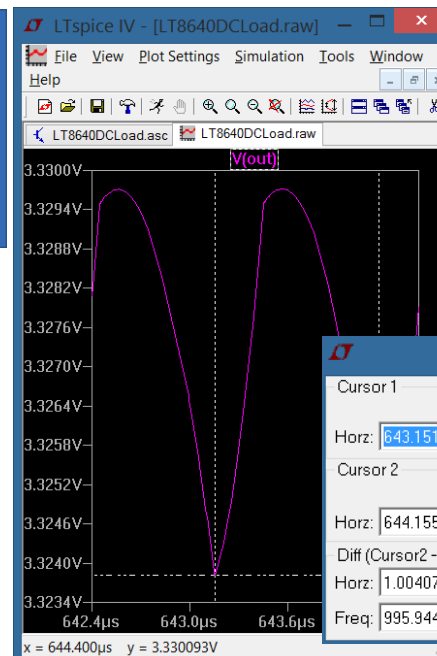 LTspice IV - [LT8640DCLoad.raw]
File View Plot Settings Simulation Tools Window
Help
LT8640DCLoad.asc LT8640DCLoad.raw
V(out)
3.3300V
3.3294V
3.3288V
3.3282V
3.3276V
3.3270V
3.3264V
3.3258V
3.3252V
3.3246V
3.3240V
3.3234V
642.4µs 643.0µs 643.6µs
Cursor 1
Horz: 643.151
Cursor 2
Horz: 644.155
Diff (Cursor2 -
Horz: 1.00407
Freq: 995.944
x = 644.400µs y = 3.330093V